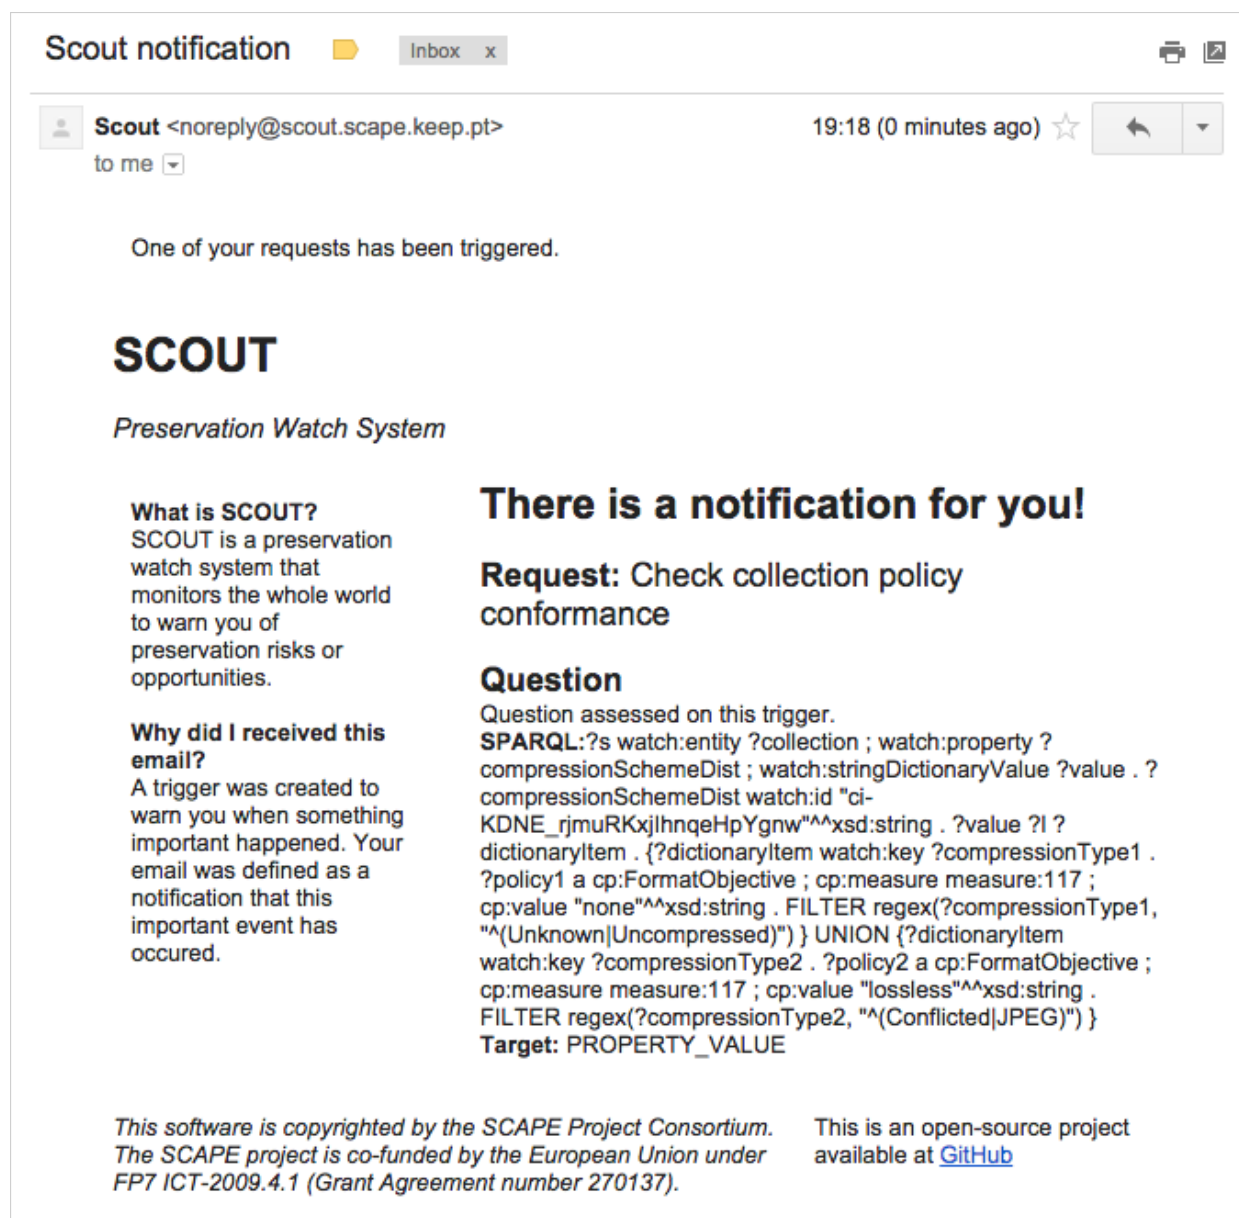 Scout notification
Inbox x
Scout <noreply@scout.scape.keep.pt>
19:18 (0 minutes ago)
to me
One of your requests has been triggered.
SCOUT
Preservation Watch System
What is SCOUT?
SCOUT is a preservation
watch system that
monitors the whole world
to warn you of
preservation risks or
opportunities.
Why did I received this
email?
A trigger was created to
warn you when something
important happened. Your
email was defined as a
notification that this
important event has
occured.
There is a notification for you!
Request: Check collection policy
conformance
Question
Question assessed on this trigger.
SPARQL:?s watch:entity ?collection ; watch:property ?
compressionSchemeDist ; watch:stringDictionaryValue ?value . ?
compressionSchemeDist watch:id "ci-
KDNE_rjmuRKxjIhnqeHpYgnw"^^xsd:string . ?value ?l ?
dictionaryItem . {?dictionaryItem watch:key ?compressionType1 .
?policy1 a cp:FormatObjective ; cp:measure measure:117 ;
cp:value "none"^^xsd:string . FILTER regex(?compressionType1,
"^(Unknown|Uncompressed)") } UNION {?dictionaryItem
watch:key ?compressionType2 . ?policy2 a cp:FormatObjective ;
cp:measure measure:117 ; cp:value "lossless"^^xsd:string .
FILTER regex(?compressionType2, "^(Conflicted|JPEG)") }
Target: PROPERTY_VALUE
This software is copyrighted by the SCAPE Project Consortium.
The SCAPE project is co-funded by the European Union under
FP7 ICT-2009.4.1 (Grant Agreement number 270137).
This is an open-source project
available at GitHub